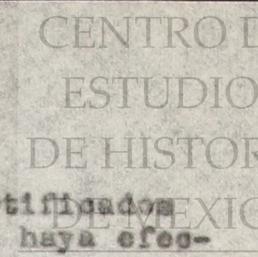 CENTRO
ESTUDIO
DE HISTOR
tificados
DE MEXIC
haya efec-